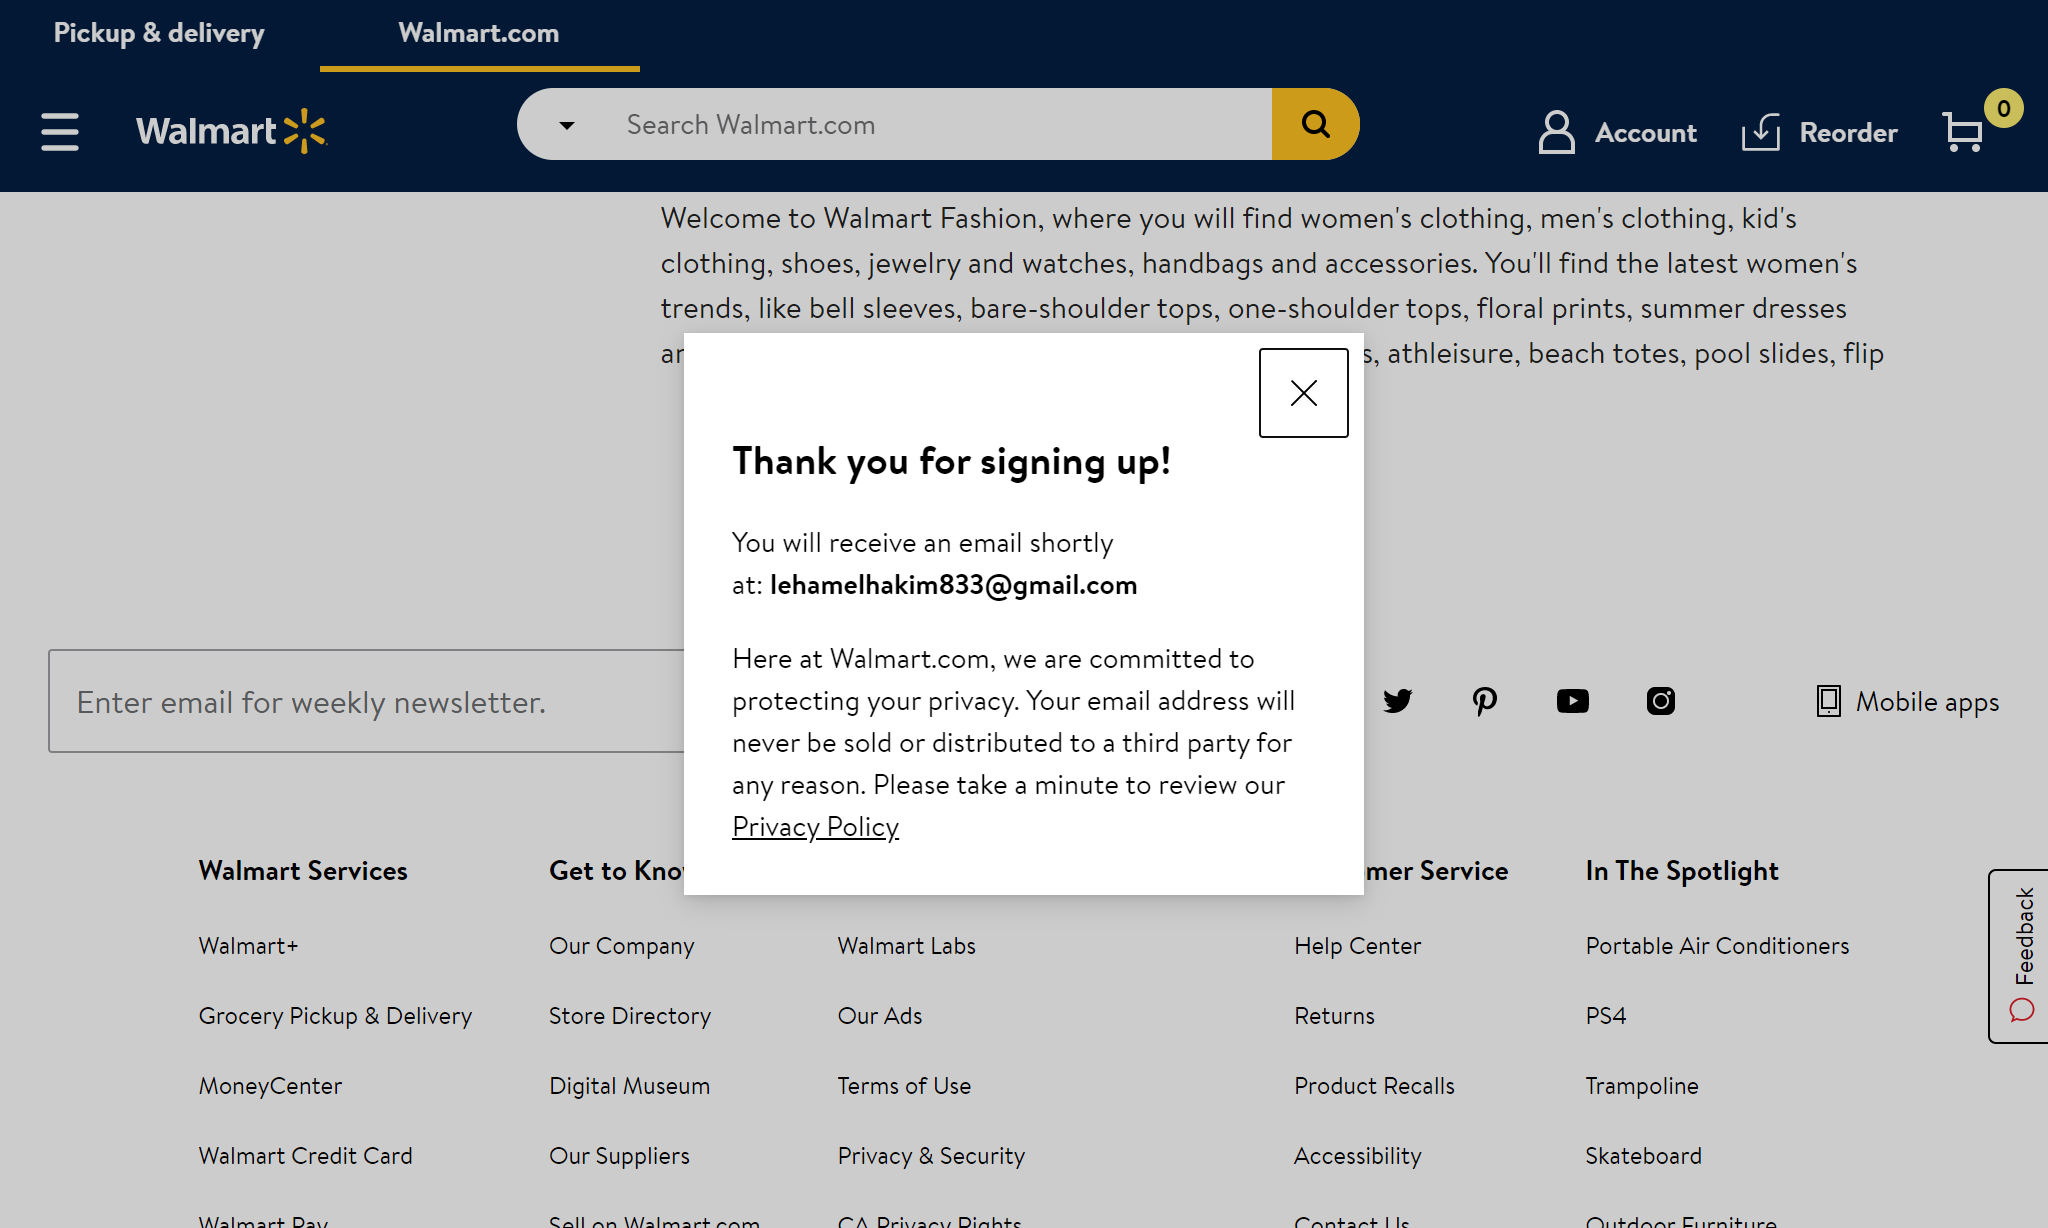 Pickup & delivery
Walmart.com
Walmart
Search Walmart.com
Account
Reorder
0
Welcome to Walmart Fashion, where you will find women's clothing, men's clothing, kid's
clothing, shoes, jewelry and watches, handbags and accessories. You'll find the latest women's
trends, like bell sleeves, bare-shoulder tops, one-shoulder tops, floral prints, summer dresses
athleisure, beach totes, pool slides, flip
Thank you for signing up!
You will receive an email shortly
at: lehamelhakim833@gmail.com
Here at Walmart.com, we are committed to
protecting your privacy. Your email address will
never be sold or distributed to a third party for
any reason. Please take a minute to review our
Privacy Policy
Enter email for weekly newsletter.
Mobile apps
Walmart Services
Walmart+
Grocery Pickup & Delivery
MoneyCenter
Walmart Credit Card
Walmart Pay
Get to Kno
Our Company
Store Directory
Digital Museum
Our Suppliers
Sell on Walmart.com
Walmart Labs
Our Ads
Terms of Use
Privacy & Security
CA Privacy Rights
mer Service
Help Center
Returns
Product Recalls
Accessibility
Contact Us
In The Spotlight
Portable Air Conditioners
PS4
Trampoline
Skateboard
Outdoor Furniture
Feedback